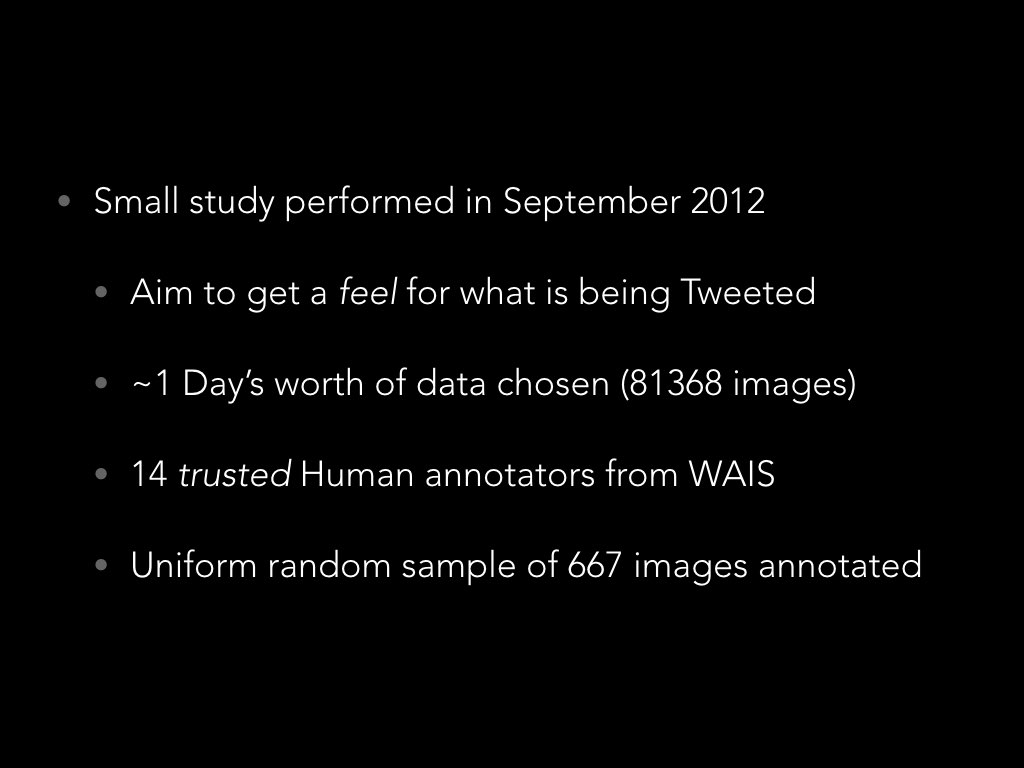 • Small study performed in September 2012
• Aim to get a feel for what is being Tweeted
• ~1 Day’s worth of data chosen (81368 images)
• 14 trusted Human annotators from WAIS
• Uniform random sample of 667 images annotated